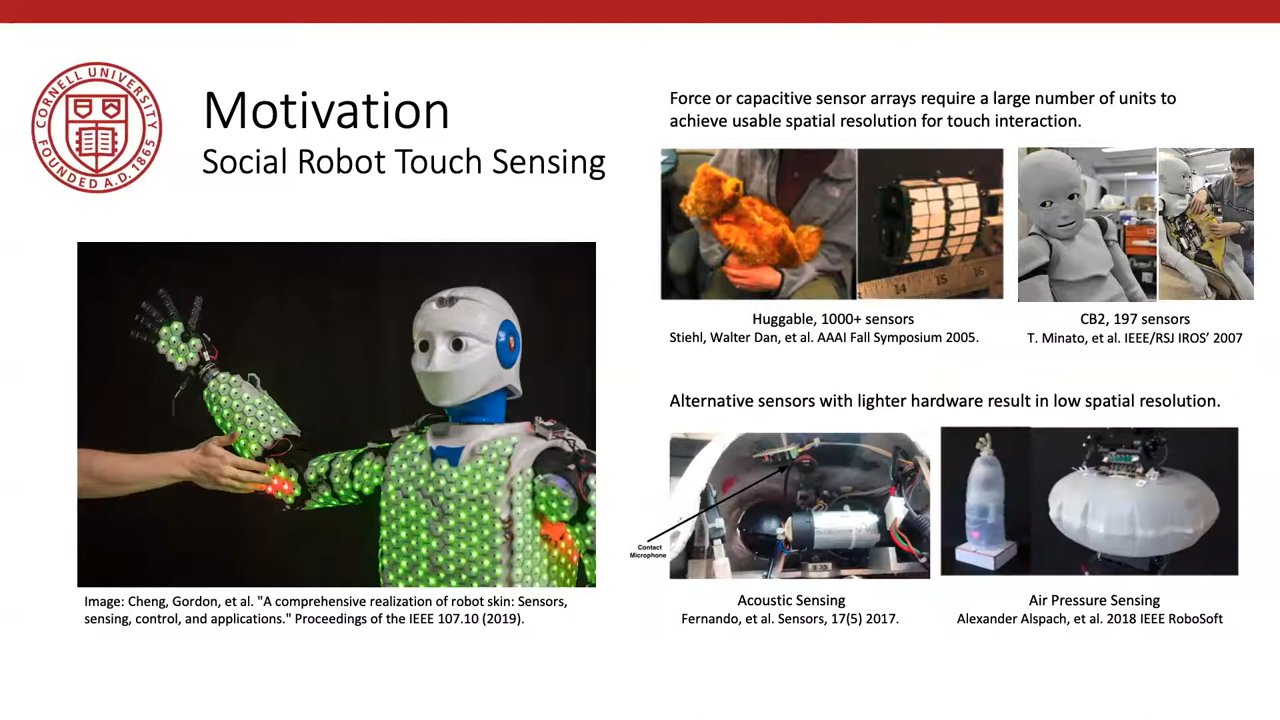 CORNELL UNIVERSITY
FOUNDED A.D. 1865
Motivation
Social Robot Touch Sensing
Image: Cheng, Gordon, et al. "A comprehensive realization of robot skin: Sensors,
sensing, control, and applications." Proceedings of the IEEE 107.10 (2019).
Force or capacitive sensor arrays require a large number of units to
achieve usable spatial resolution for touch interaction.
14 15 16
Huggable, 1000+ sensors
Stiehl, Walter Dan, et al. AAAI Fall Symposium 2005.
CB2, 197 sensors
T. Minato, et al. IEEE/RSJ IROS’ 2007
Alternative sensors with lighter hardware result in low spatial resolution.
Contact
Microphone
Acoustic Sensing
Fernando, et al. Sensors, 17(5) 2017.
Air Pressure Sensing
Alexander Alspach, et al. 2018 IEEE RoboSoft